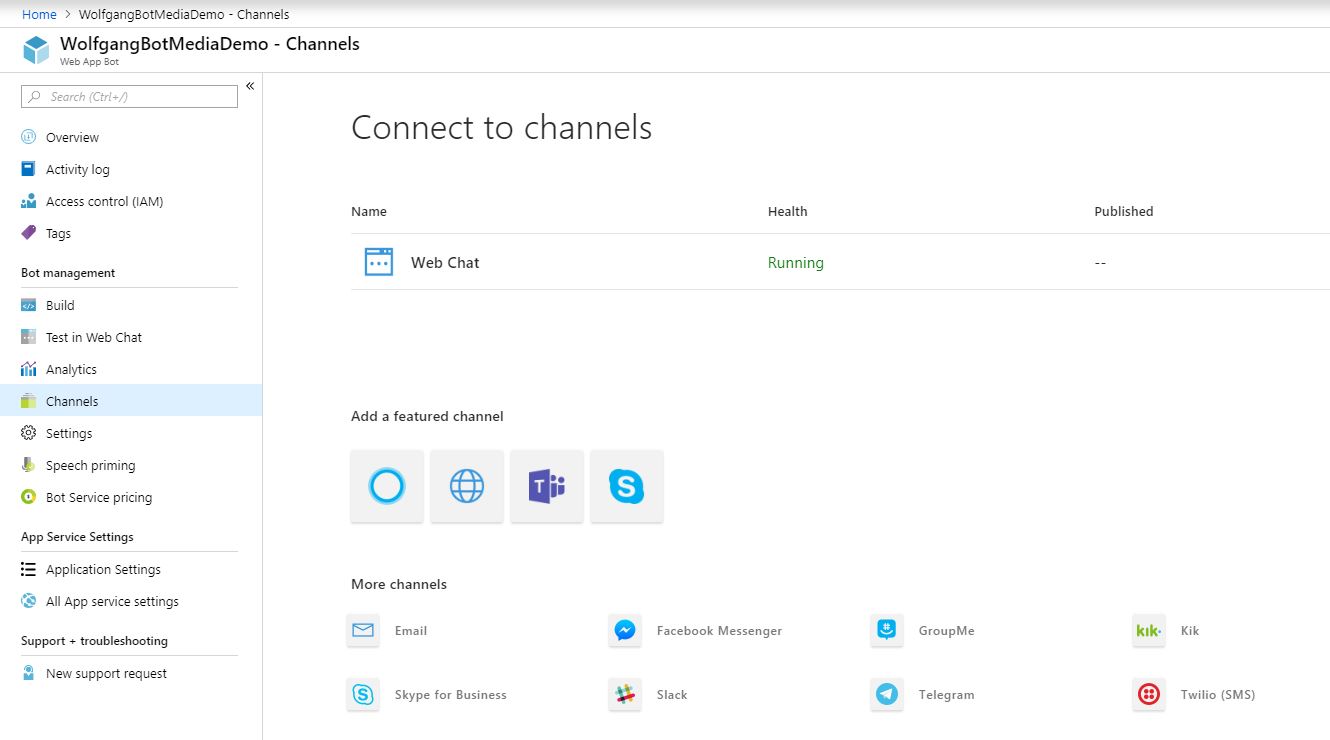 Home > WolfgangBotMediaDemo - Channels
WolfgangBotMediaDemo - Channels
Web App Bot
Search (Ctrl+/)
«
Overview
Activity log
Access control (IAM)
Tags
Bot management
Build
Test in Web Chat
Analytics
Channels
Settings
Speech priming
Bot Service pricing
App Service Settings
Application Settings
All App service settings
Support + troubleshooting
New support request
Connect to channels
Name Health Published
Web Chat Running --
Add a featured channel
T S
More channels
Email Facebook Messenger GroupMe kik Kik
S Skype for Business Slack Telegram Twilio (SMS)